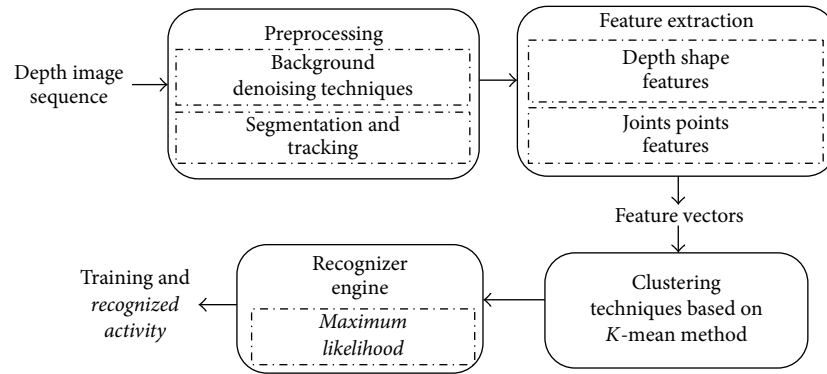 Depth image
sequence
Preprocessing
Background
denoising techniques
Segmentation and
tracking
Feature extraction
Depth shape
features
Joints points
features
Feature vectors
Clustering
techniques based on
K-mean method
Recognizer
engine
Maximum
likelihood
Training and
recognized
activity